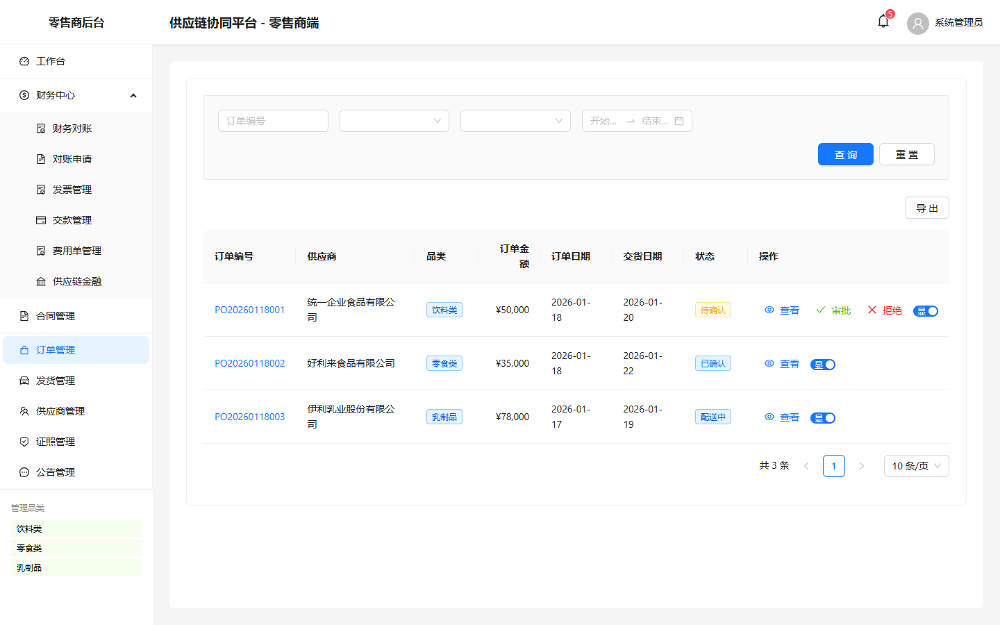 零售商后台
供应链协同平台 - 零售商端
5
系统管理员
工作台
财务中心
财务对账
对账申请
发票管理
交款管理
费用单管理
供应链金融
合同管理
订单管理
发货管理
供应商管理
证照管理
公告管理
管理品类
饮料类
零食类
乳制品
订单编号
开始...
结束...
查 询
重 置
导 出
订单编号 供应商 品类 订单金额 订单日期 交货日期 状态 操作
PO20260118001 统一企业食品有限公司 饮料类 ¥50,000 2026-01-18 2026-01-20 待确认 查看 审批 拒绝 显
PO20260118002 好利来食品有限公司 零食类 ¥35,000 2026-01-18 2026-01-22 已确认 查看 显
PO20260118003 伊利乳业股份有限公司 乳制品 ¥78,000 2026-01-17 2026-01-19 配送中 查看 显
共 3 条
1
10 条/页